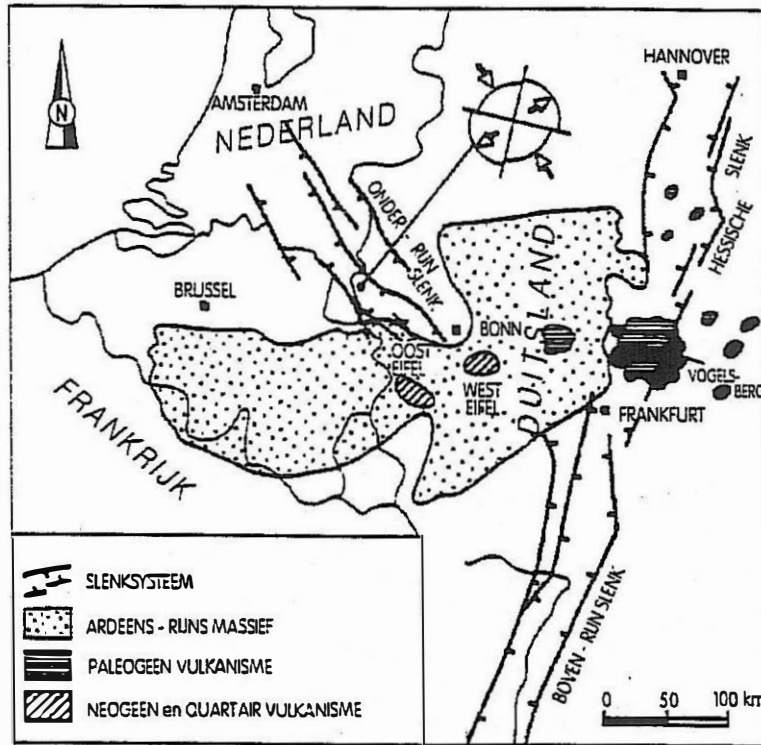 HANNOVER
AMSTERDAM
NEDERLAND
N
ONDER - RIJN
SLENK
HESSISCHE
SLENK
BRUSSEL
BONN
DUITSLAND
OOST
EIFEL
WEST
EIFEL
VOGELS-
BERG
FRANKFURT
FRANKRIJK
BOVEN - RIJN SLENK
SLENKSYSTEEM
ARDEENS - RIJNS MASSIEF
PALEOGEEN VULKANISME
NEOGEEN en QUARTAIR VULKANISME
0 50 100 km